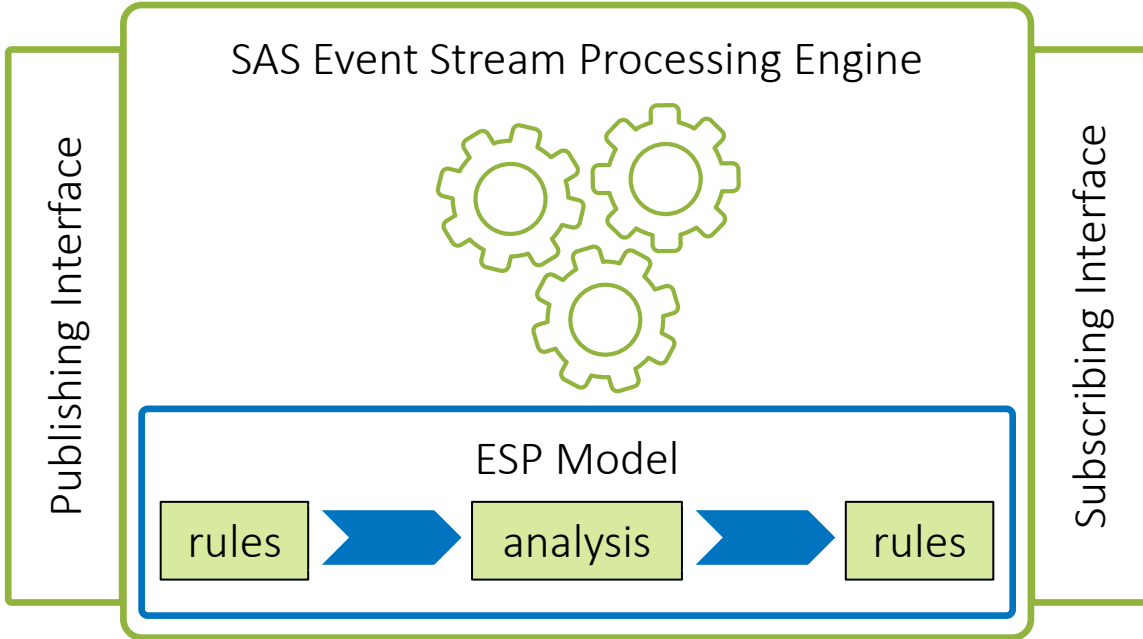 SAS Event Stream Processing Engine
Publishing Interface
Subscribing Interface
ESP Model
rules
analysis
rules